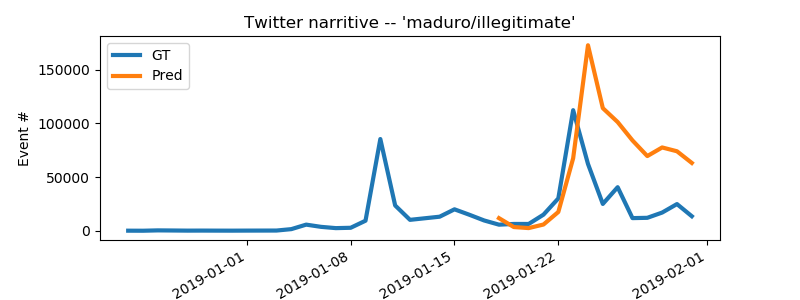 Twitter narritive -- 'maduro/illegitimate'
GT
Pred
Event #
150000
100000
50000
0
2019-01-01
2019-01-08
2019-01-15
2019-01-22
2019-02-01